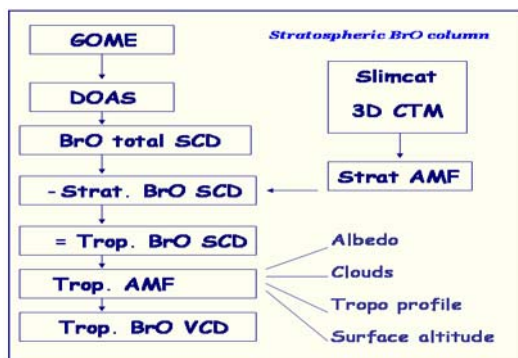 GOME
Stratospheric BrO column
DOAS
Slimcat
3D CTM
BrO total SCD
Strat AMF
- Strat. BrO SCD
= Trop. BrO SCD
Trop. AMF
Albedo
Clouds
Tropo profile
Surface altitude
Trop. BrO VCD